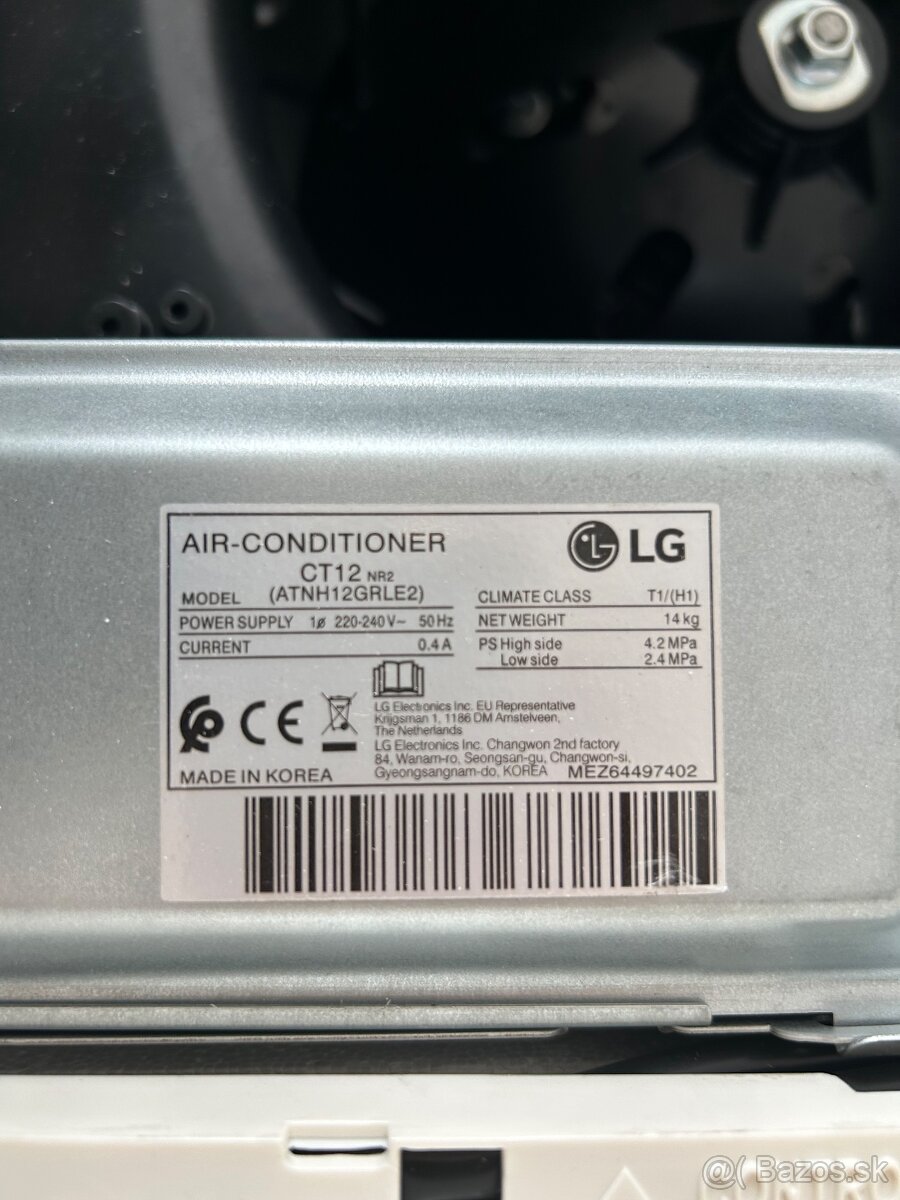 AIR-CONDITIONER
LG
CT12 NR2
MODEL (ATNH12GRLE2)
POWER SUPPLY 1ø 220-240V~ 50Hz
CURRENT 0.4A
CLIMATE CLASS T1/(H1)
NET WEIGHT 14kg
PS High side 4.2 MPa
Low side 2.4 MPa
CE
LG Electronics Inc. EU Representative
Krijgsman 1, 1186 DM Amstelveen,
The Netherlands
LG Electronics Inc. Changwon 2nd factory
84, Wanam-ro, Seongsan-gu, Changwon-si,
Gyeongsangnam-do, KOREA
MADE IN KOREA
MEZ64497402
@( Bazos.sk